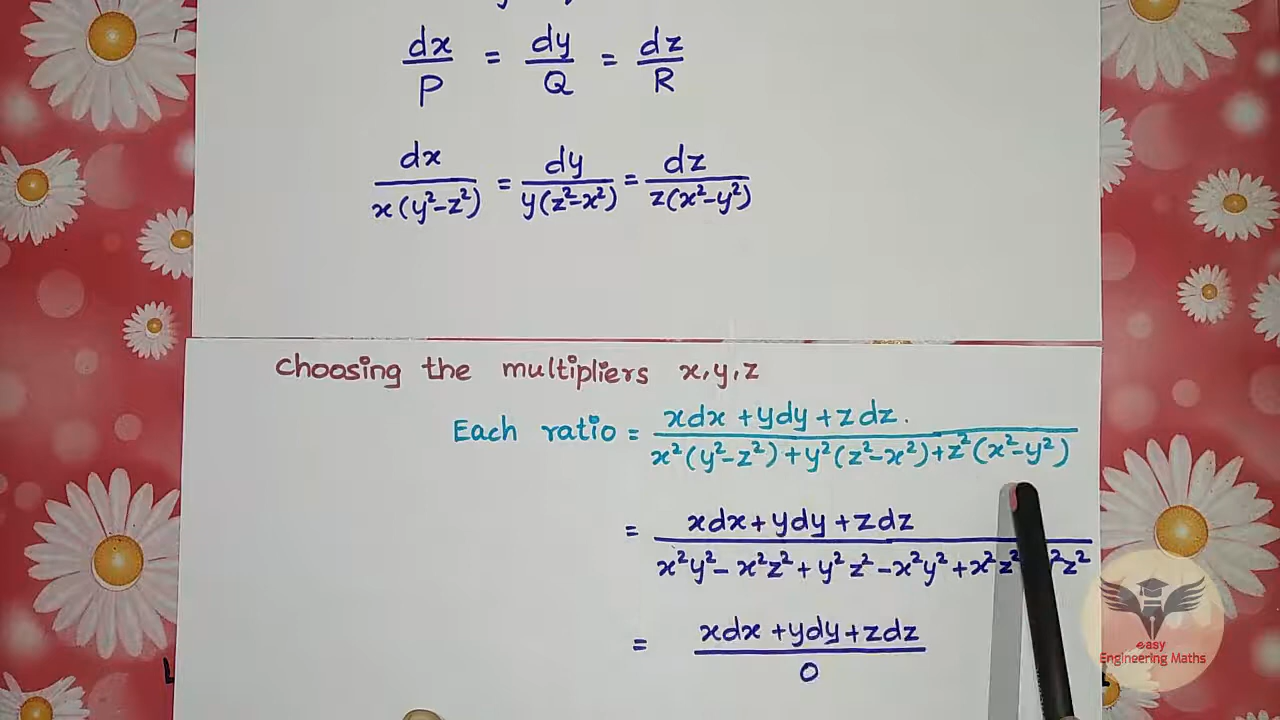 dx/P = dy/Q = dz/R
dx/x(y²-z²) = dy/y(z²-x²) = dz/z(x²-y²)
choosing the multipliers x, y, z
Each ratio = xdx + ydy + zdz. / x²(y²-z²) + y²(z²-x²) + z²(x²-y²)
= xdx + ydy + zdz / x²y² - x²z² + y²z² - x²y² + x²z² ²z²
= xdx + ydy + zdz / 0
easy
Engineering Maths